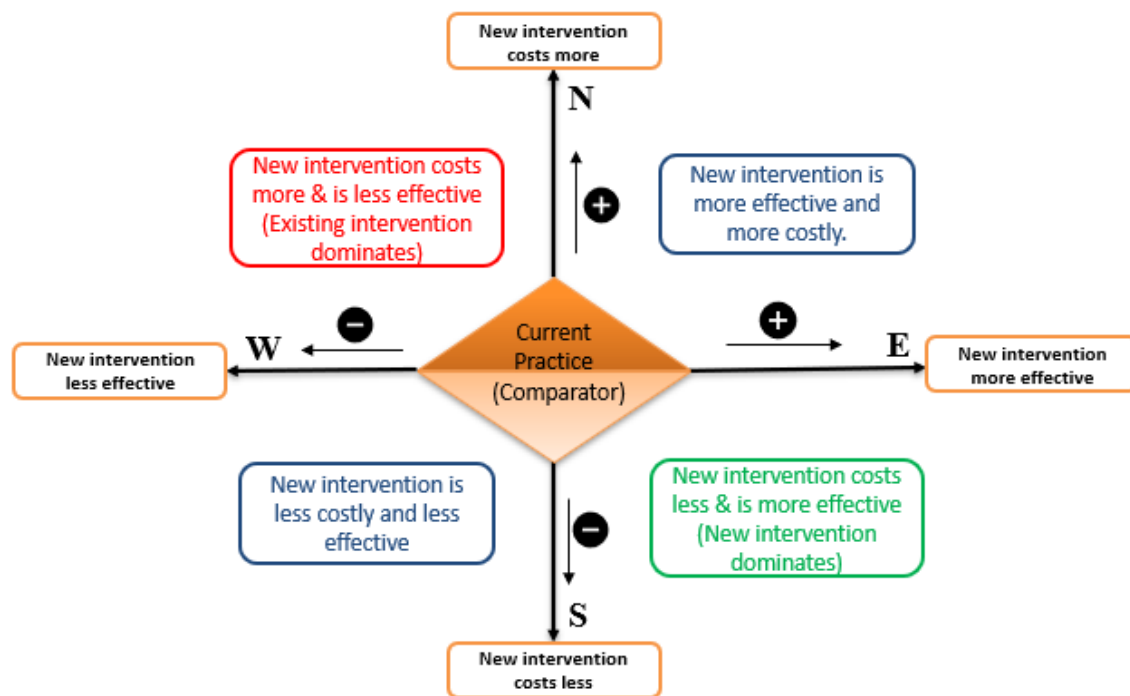 New intervention
costs more
N
New intervention costs
more & is less effective
(Existing intervention
dominates)
+
New intervention is
more effective and
more costly.
−
W
New intervention
less effective
Current
Practice
(Comparator)
+
E
New intervention
more effective
New intervention is
less costly and less
effective
−
S
New intervention costs
less & is more effective
(New intervention
dominates)
New intervention
costs less